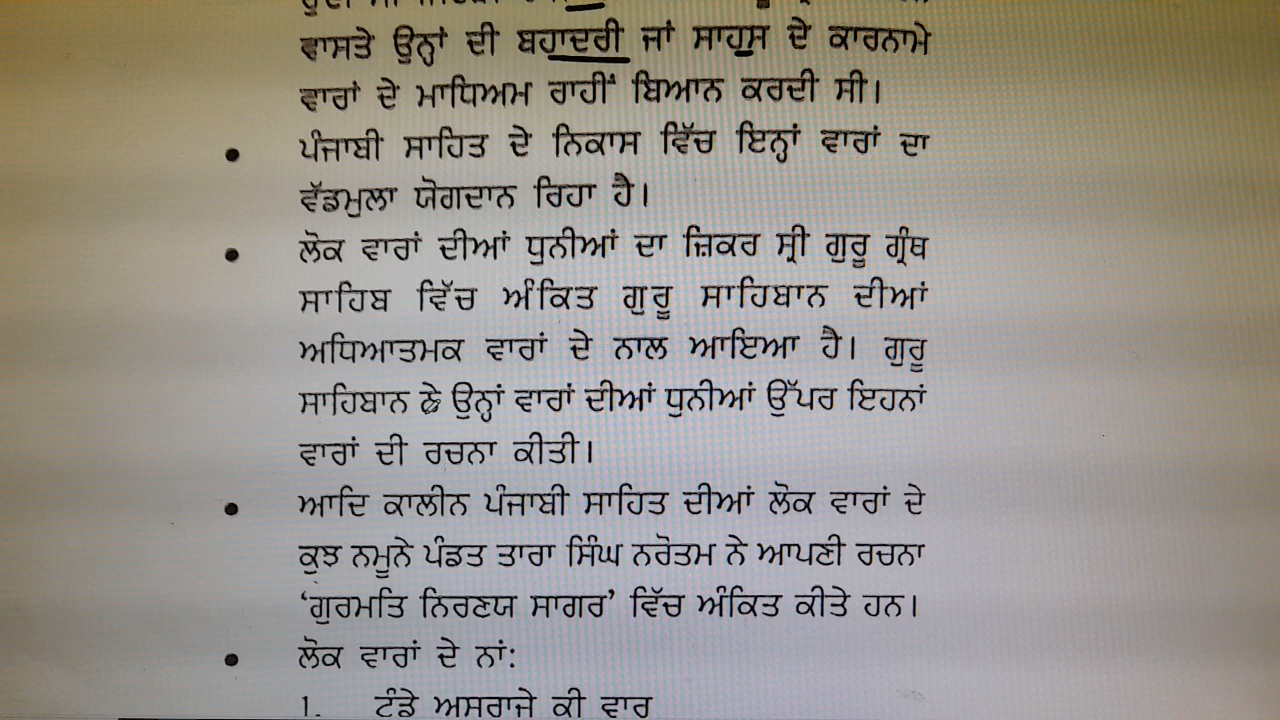 ਵਾਸਤੇ ਉਨ੍ਹਾਂ ਦੀ ਬਹਾਦਰੀ ਜਾਂ ਸਾਹਸ ਦੇ ਕਾਰਨਾਮੇ
ਵਾਰਾਂ ਦੇ ਮਾਧਿਅਮ ਰਾਹੀਂ ਬਿਆਨ ਕਰਦੀ ਸੀ।
• ਪੰਜਾਬੀ ਸਾਹਿਤ ਦੇ ਨਿਕਾਸ ਵਿੱਚ ਇਨ੍ਹਾਂ ਵਾਰਾਂ ਦਾ
ਵੱਡਮੁਲਾ ਯੋਗਦਾਨ ਰਿਹਾ ਹੈ।
• ਲੋਕ ਵਾਰਾਂ ਦੀਆਂ ਧੁਨੀਆਂ ਦਾ ਜ਼ਿਕਰ ਸ੍ਰੀ ਗੁਰੂ ਗ੍ਰੰਥ
ਸਾਹਿਬ ਵਿੱਚ ਅੰਕਿਤ ਗੁਰੂ ਸਾਹਿਬਾਨ ਦੀਆਂ
ਅਧਿਆਤਮਕ ਵਾਰਾਂ ਦੇ ਨਾਲ ਆਇਆ ਹੈ। ਗੁਰੂ
ਸਾਹਿਬਾਨ ਨੇ ਉਨ੍ਹਾਂ ਵਾਰਾਂ ਦੀਆਂ ਧੁਨੀਆਂ ਉੱਪਰ ਇਹਨਾਂ
ਵਾਰਾਂ ਦੀ ਰਚਨਾ ਕੀਤੀ।
• ਆਦਿ ਕਾਲੀਨ ਪੰਜਾਬੀ ਸਾਹਿਤ ਦੀਆਂ ਲੋਕ ਵਾਰਾਂ ਦੇ
ਕੁਝ ਨਮੂਨੇ ਪੰਡਤ ਤਾਰਾ ਸਿੰਘ ਨਰੋਤਮ ਨੇ ਆਪਣੀ ਰਚਨਾ
‘ਗੁਰਮਤਿ ਨਿਰਣਯ ਸਾਗਰ’ ਵਿੱਚ ਅੰਕਿਤ ਕੀਤੇ ਹਨ।
• ਲੋਕ ਵਾਰਾਂ ਦੇ ਨਾਂ:
1. ਟੁੰਡੇ ਅਸਰਾਜੇ ਕੀ ਵਾਰ